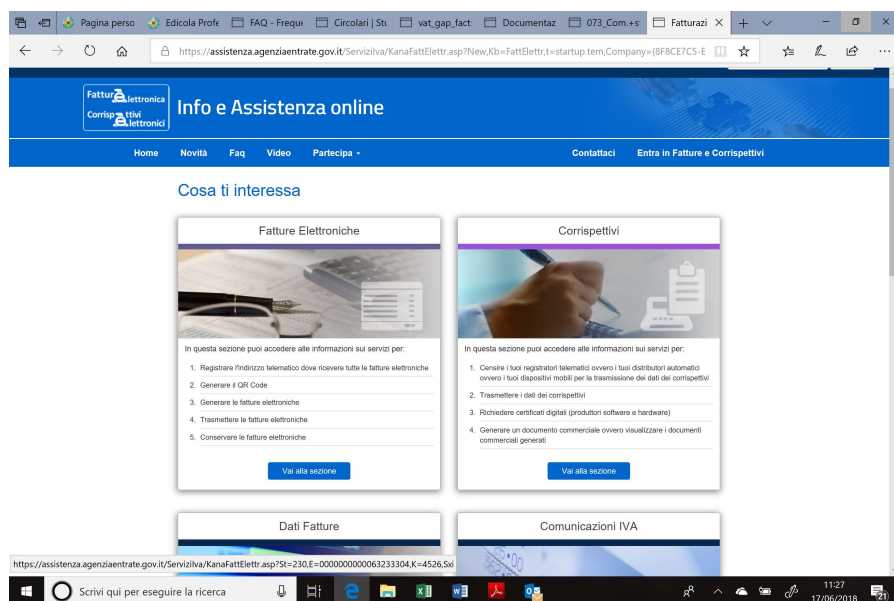 Pagina perso
Edicola Profe
FAQ - Freque
Circolari | Stu
vat_gap_fact:
Documentaz
073_Com.+s
Fatturazi
https://assistenza.agenziaentrate.gov.it/ServiziIva/KanaFattElettr.asp?New,Kb=FattElettr,t=startup.tem,Company={8F8CE7C5-E
Fattur@lettronica
Corrisp ttivi
@lettronici
Info e Assistenza online
Home Novità Faq Video Partecipa Contattaci Entra in Fatture e Corrispettivi
Cosa ti interessa
Fatture Elettroniche
In questa sezione puoi accedere alle informazioni sui servizi per:
1. Registrare l'indirizzo telematico dove ricevere tutte le fatture elettroniche
2. Generare il QR Code
3. Generare le fatture elettroniche
4. Trasmettere le fatture elettroniche
5. Conservare le fatture elettroniche
Vai alla sezione
Corrispettivi
In questa sezione puoi accedere alle informazioni sui servizi per:
1. Censire i tuoi registratori telematici ovvero i tuoi distributori automatici
ovvero i tuoi dispositivi mobili per la trasmissione dei dati dei corrispettivi
2. Trasmettere i dati dei corrispettivi
3. Richiedere certificati digitali (produttori software e hardware)
4. Generare un documento commerciale ovvero visualizzare i documenti
commerciali generati
Vai alla sezione
Dati Fatture
Comunicazioni IVA
https://assistenza.agenziaentrate.gov.it/ServiziIva/KanaFattElettr.asp?St=230,E=0000000000063233304,K=4526,Sxi
Scrivi qui per eseguire la ricerca
11:27
17/06/2018
21